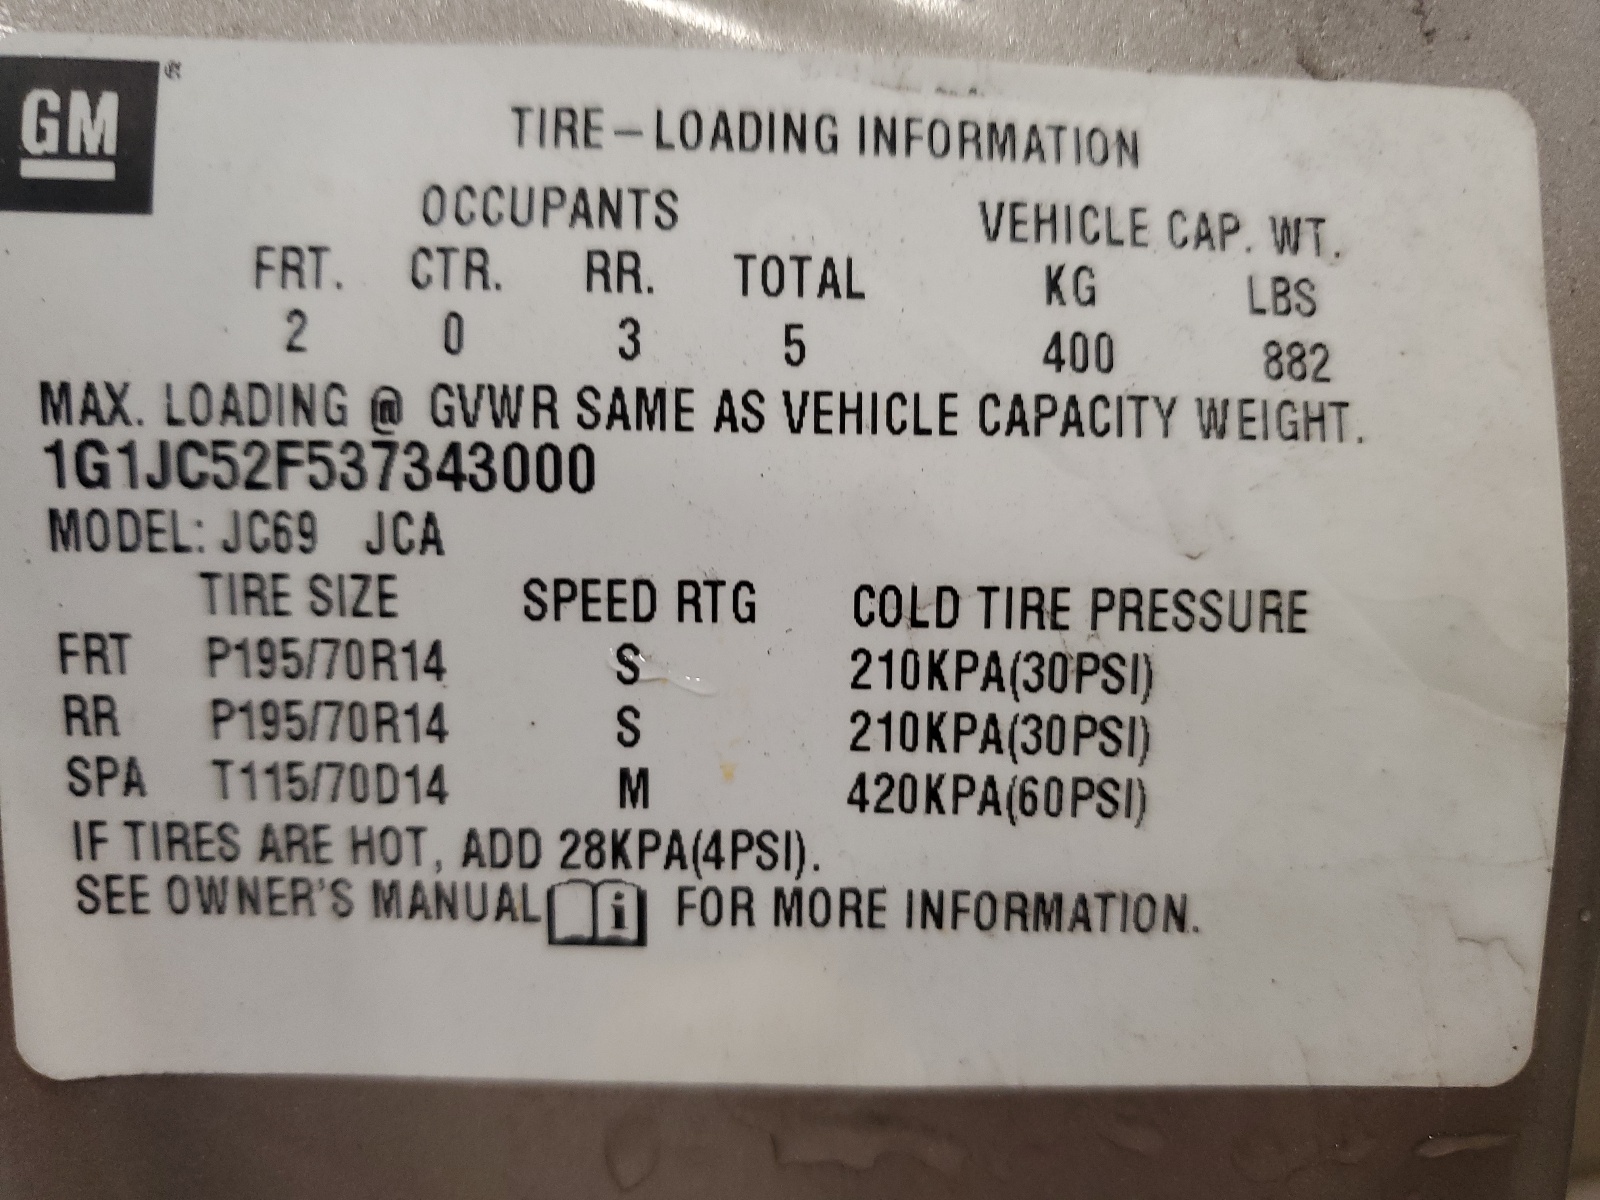 GM
TIRE-LOADING INFORMATION
OCCUPANTS VEHICLE CAP. WT.
FRT. CTR. RR. TOTAL KG LBS
2 0 3 5 400 882
MAX. LOADING @ GVWR SAME AS VEHICLE CAPACITY WEIGHT.
1G1JC52F537343000
MODEL: JC69 JCA
TIRE SIZE SPEED RTG COLD TIRE PRESSURE
FRT P195/70R14 S 210KPA(30PSI)
RR P195/70R14 S 210KPA(30PSI)
SPA T115/70D14 M 420KPA(60PSI)
IF TIRES ARE HOT, ADD 28KPA(4PSI).
SEE OWNER'S MANUAL i FOR MORE INFORMATION.